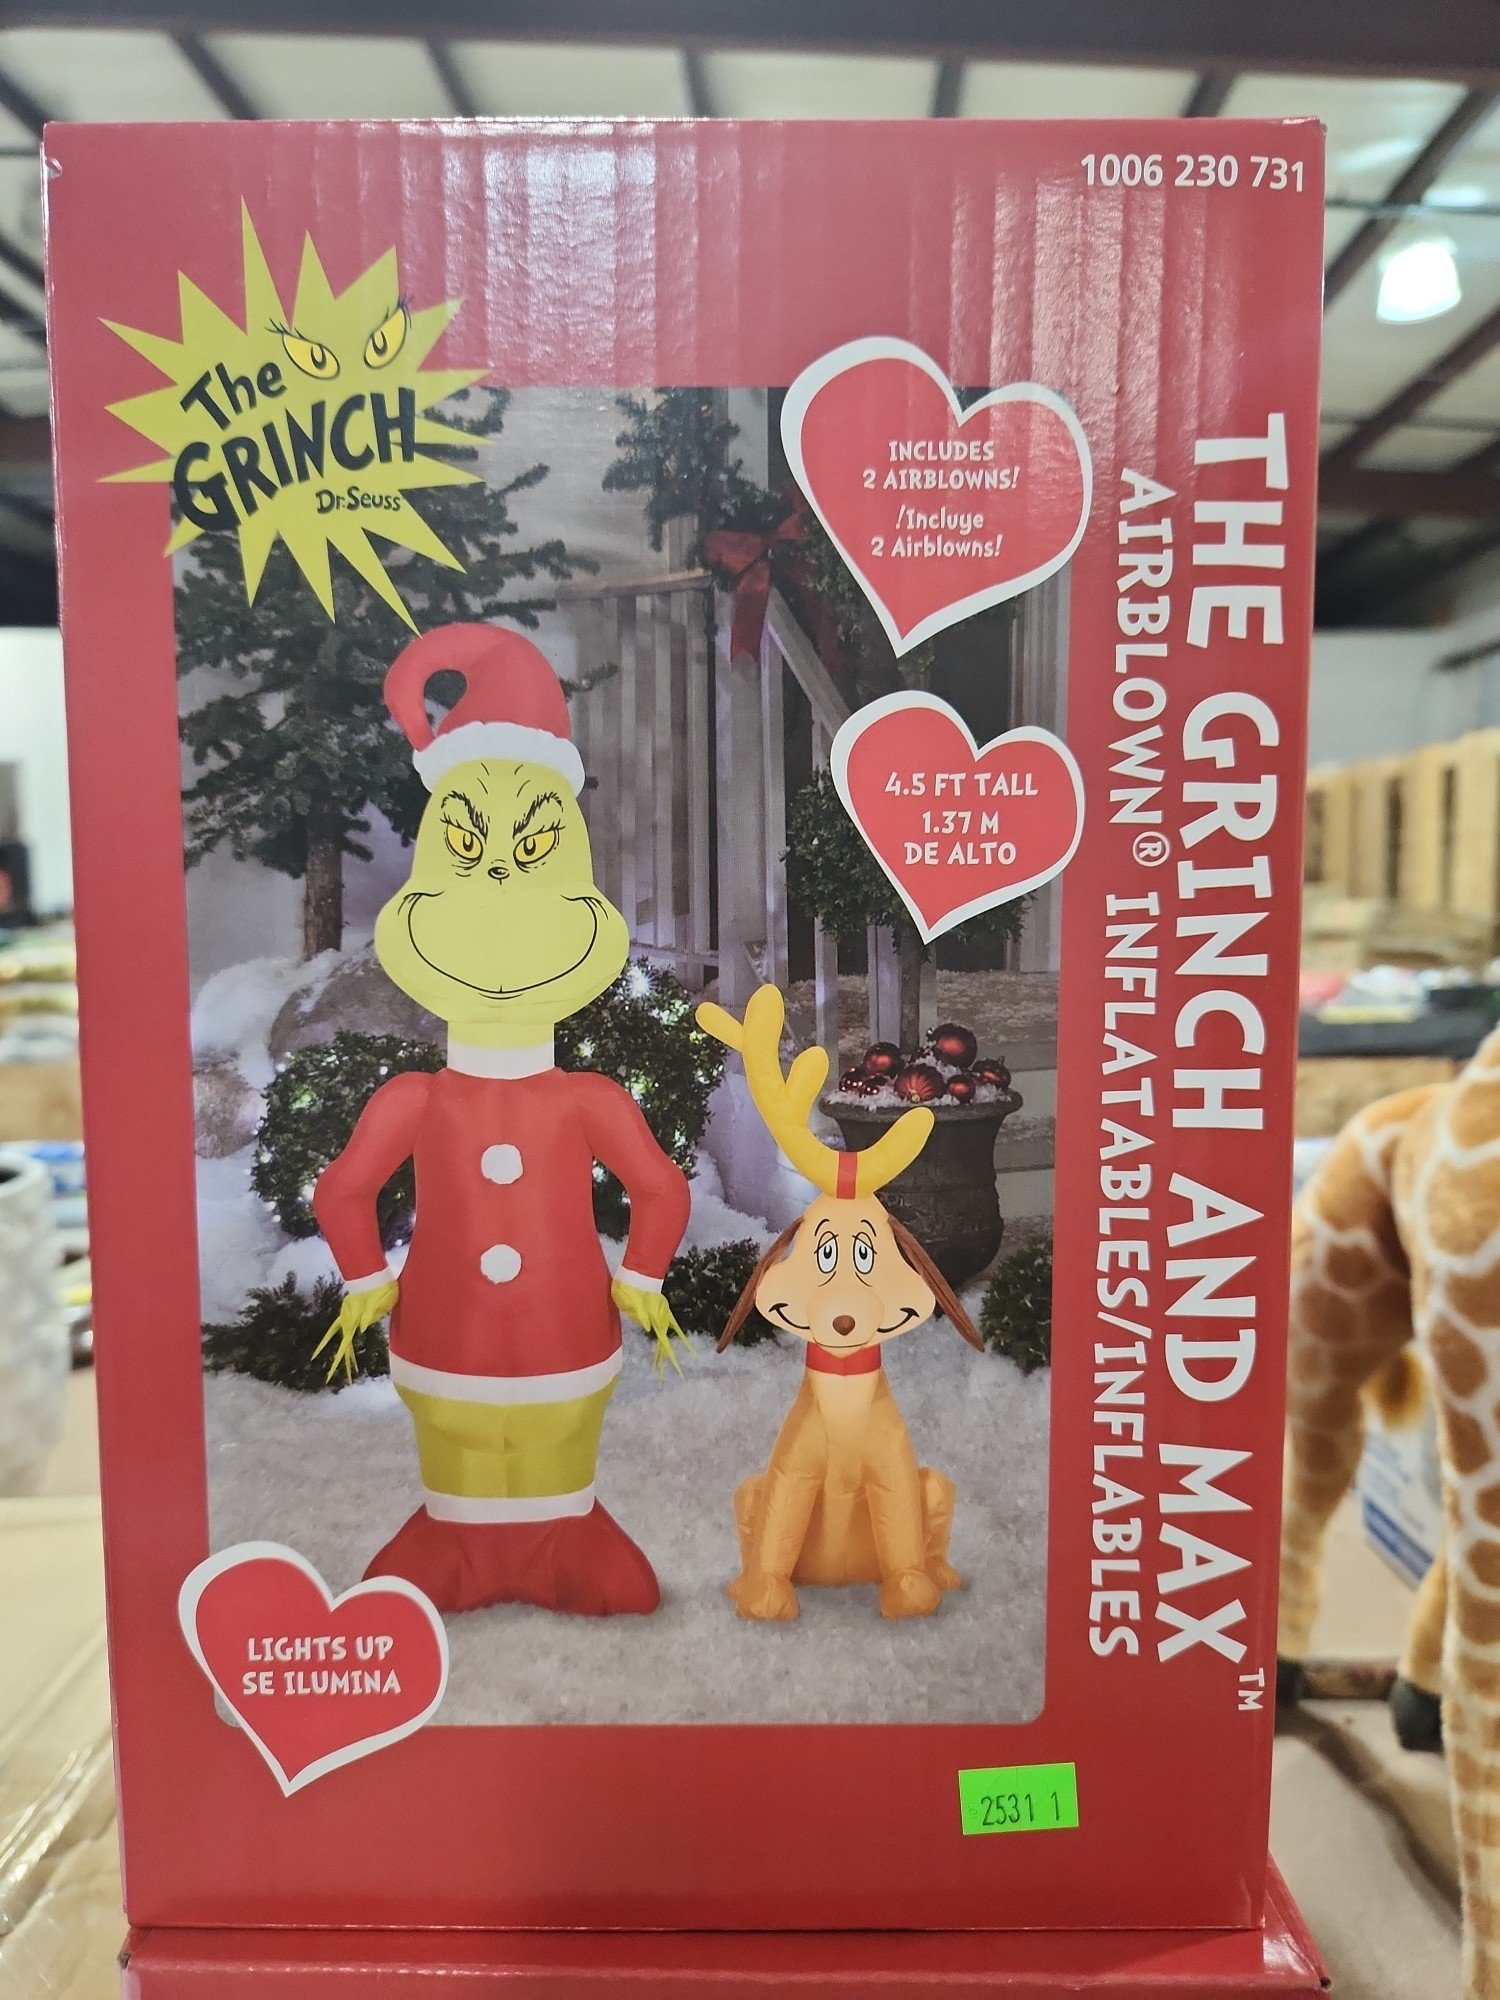 1006 230 731
The
GRINCH
Dr. Seuss
INCLUDES
2 AIRBLOWNS!
/Incluye
2 Airblowns!
4.5 FT TALL
1.37 M
DE ALTO
THE GRINCH AND MAX™
AIRBLOWN® INFLATABLES/INFLABLES
LIGHTS UP
SE ILUMINA
2531 1